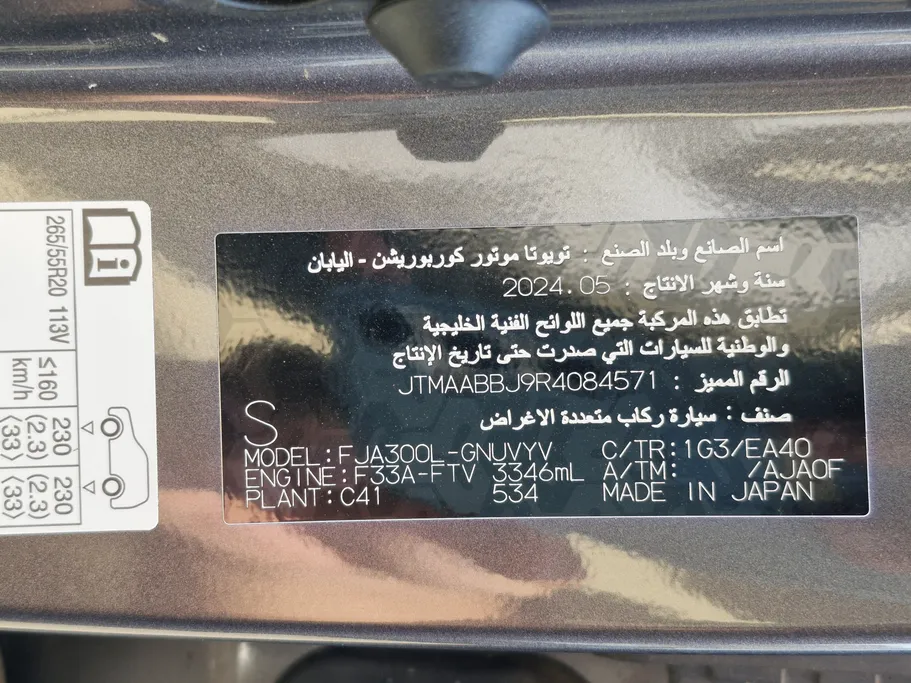 265/55R20 113V
≤160 km/h
230 (2.3) ⟨33⟩
230 (2.3) ⟨33⟩
أسم الصانع وبلد الصنع : تويوتا موتور كوربوريشن - اليابان
سنة وشهر الانتاج : 2024.05
تطابق هذه المركبة جميع اللوائح الفنية الخليجية
والوطنية للسيارات التي صدرت حتى تاريخ الإنتاج
الرقم المميز : JTMAABBJ9R4084571
صنف : سيارة ركاب متعددة الاغراض
S
MODEL:FJA300L-GNUVYV C/TR:1G3/EA40
ENGINE:F33A-FTV 3346mL A/TM: /AJA0F
PLANT:C41 534 MADE IN JAPAN